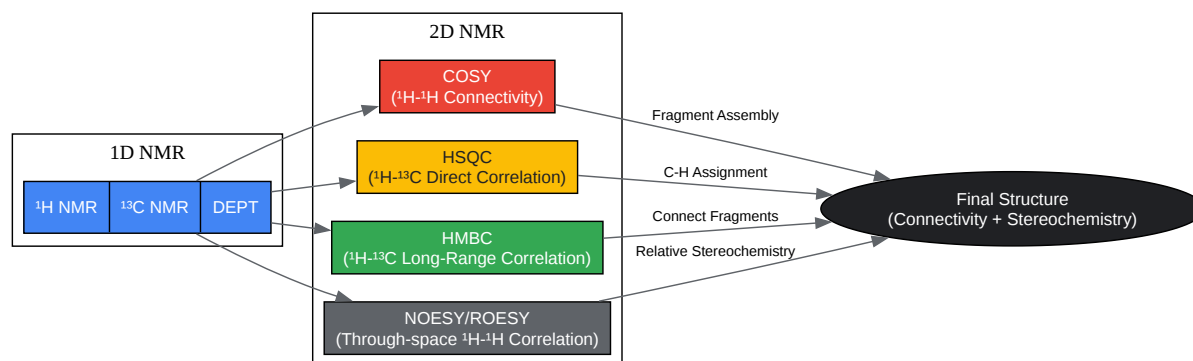 1D NMR
¹H NMR
¹³C NMR
DEPT
2D NMR
COSY
(¹H-¹H Connectivity)
HSQC
(¹H-¹³C Direct Correlation)
HMBC
(¹H-¹³C Long-Range Correlation)
NOESY/ROESY
(Through-space ¹H-¹H Correlation)
Fragment Assembly
C-H Assignment
Connect Fragments
Relative Stereochemistry
Final Structure
(Connectivity + Stereochemistry)